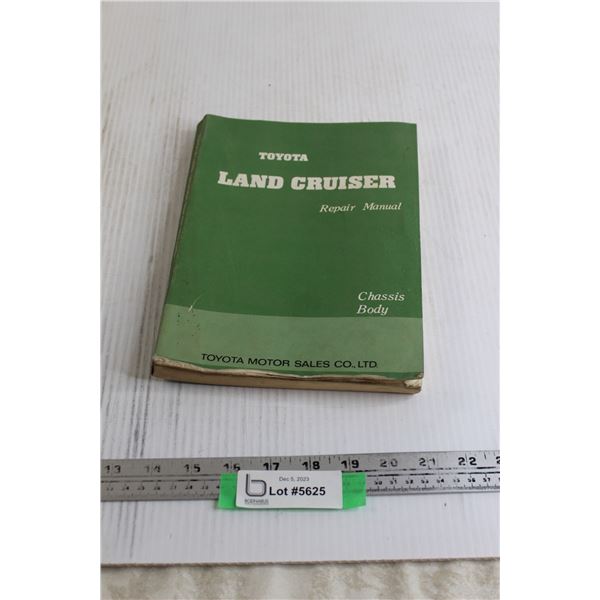 TOYOTA
LAND CRUISER
Repair Manual
Chassis
Body
TOYOTA MOTOR SALES CO., LTD.
13 14 15 16 17 18 19 20 21 22
Dec 5, 2023
Lot #5625